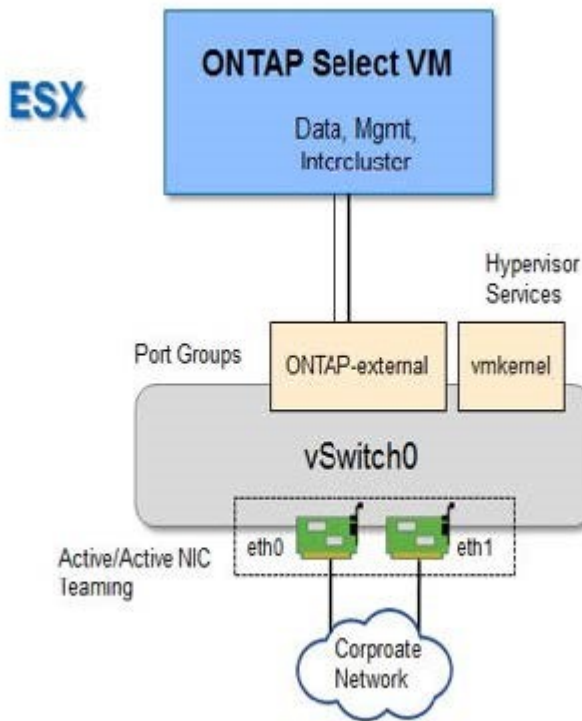 ESX
ONTAP Select VM
Data, Mgmt,
Intercluster
Hypervisor
Services
Port Groups
ONTAP-external
vmkernel
vSwitch0
eth0
eth1
Active/Active NIC
Teaming
Corproate
Network